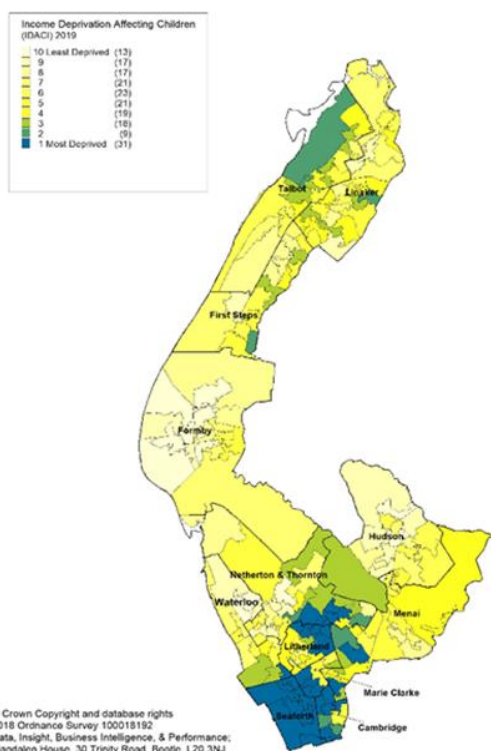 Income Deprivation Affecting Children
(IDACI) 2019
10 Least Deprived (13)
9 (17)
8 (17)
7 (21)
6 (23)
5 (21)
4 (19)
3 (18)
2 (9)
1 Most Deprived (31)
Talbot
Linaker
First Steps
Formby
Hudson
Netherton & Thornton
Waterloo
Menai
Litherland
Marie Clarke
Seaforth
Cambridge
Crown Copyright and database rights
018 Ordnance Survey 100018192
ata, Insight, Business Intelligence, & Performance;
agdalen House, 30 Trinity Road, Bootle, L20 3NJ